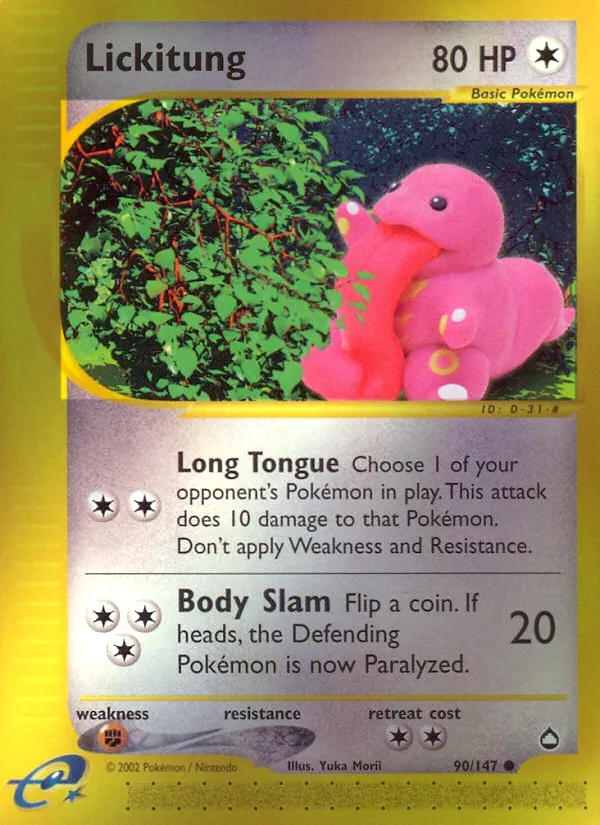 Lickitung 80 HP
Basic Pokémon
ID: D-31-#
Long Tongue Choose 1 of your
opponent's Pokémon in play. This attack
does 10 damage to that Pokémon.
Don't apply Weakness and Resistance.
Body Slam Flip a coin. If
heads, the Defending
Pokémon is now Paralyzed.
20
weakness resistance retreat cost
© 2002 Pokémon / Nintendo Illus. Yuka Morii 90/147
e